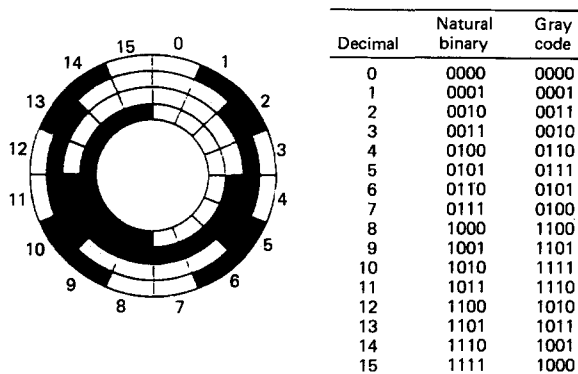 15 0
14 1
13 2
12 3
11 4
10 5
9 6
8 7
Natural Gray
Decimal binary code
0 0000 0000
1 0001 0001
2 0010 0011
3 0011 0010
4 0100 0110
5 0101 0111
6 0110 0101
7 0111 0100
8 1000 1100
9 1001 1101
10 1010 1111
11 1011 1110
12 1100 1010
13 1101 1011
14 1110 1001
15 1111 1000